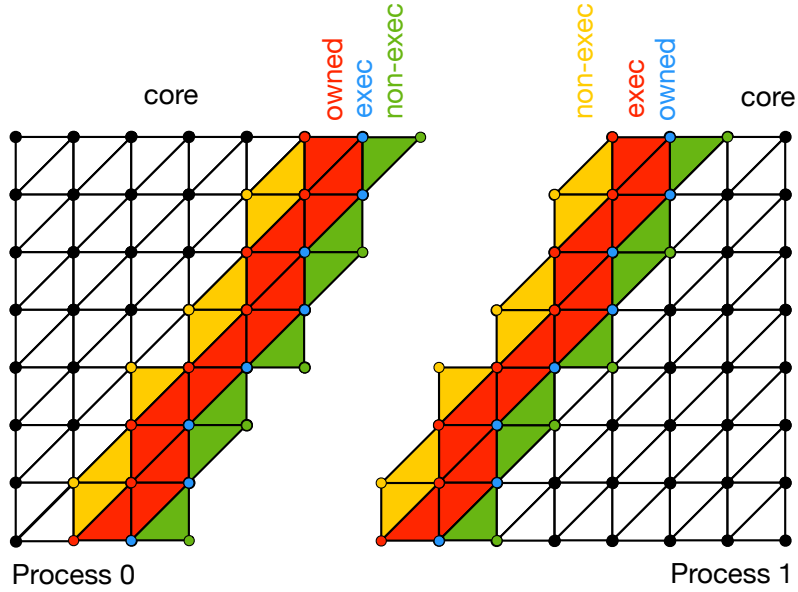 core
owned
exec
non-exec
non-exec
exec
owned
core
Process 0
Process 1